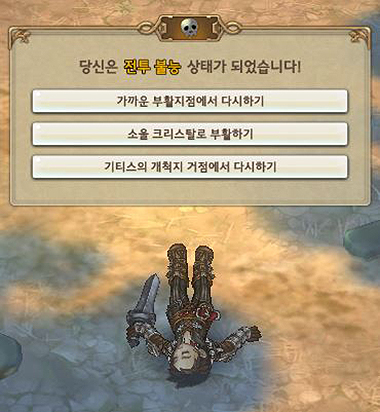 당신은 전투 불능 상태가 되었습니다!
가까운 부활지점에서 다시하기
소울 크리스탈로 부활하기
기티스의 개척지 거점에서 다시하기